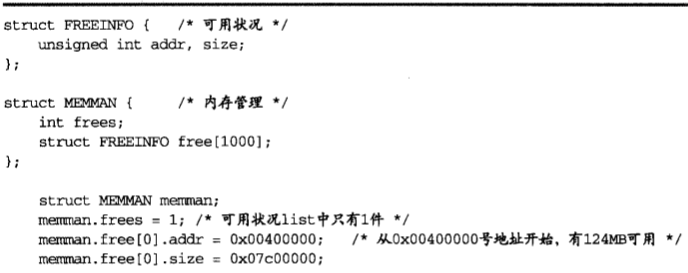 struct FREEINFO {   /* 可用状况 */
    unsigned int addr, size;
};
struct MEMMAN {     /* 内存管理 */
    int frees;
    struct FREEINFO free[1000];
};
    struct MEMMAN memman;
    memman.frees = 1; /* 可用状况list中只有1件 */
    memman.free[0].addr = 0x00400000;   /* 从0x00400000号地址开始，有124MB可用 */
    memman.free[0].size = 0x07c00000;